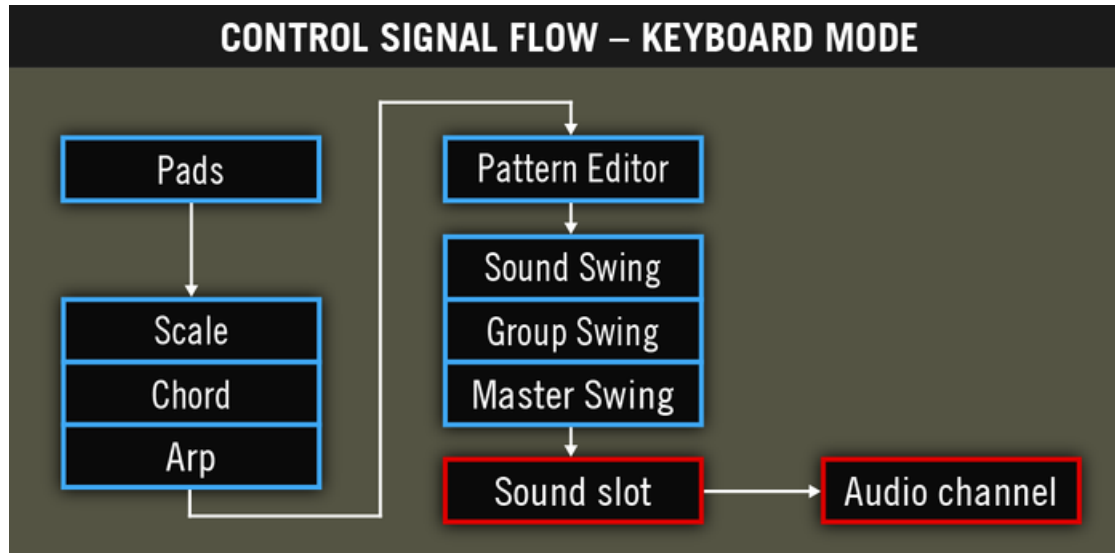 CONTROL SIGNAL FLOW – KEYBOARD MODE
Pads
Scale
Chord
Arp
Pattern Editor
Sound Swing
Group Swing
Master Swing
Sound slot
Audio channel